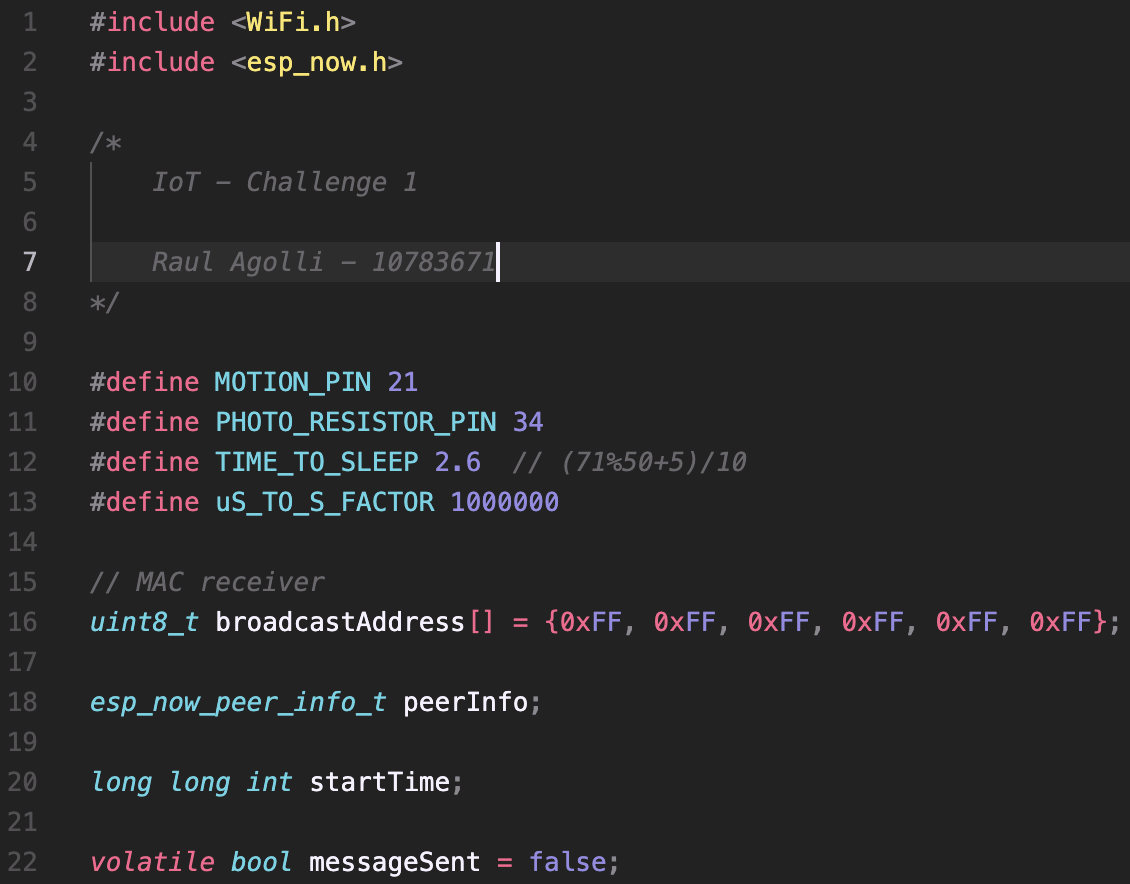 1 #include <WiFi.h>
2 #include <esp_now.h>
3
4 /*
5 IoT - Challenge 1
6
7 Raul Agolli - 10783671
8 */
9
10 #define MOTION_PIN 21
11 #define PHOTO_RESISTOR_PIN 34
12 #define TIME_TO_SLEEP 2.6 // (71%50+5)/10
13 #define uS_TO_S_FACTOR 1000000
14
15 // MAC receiver
16 uint8_t broadcastAddress[] = {0xFF, 0xFF, 0xFF, 0xFF, 0xFF, 0xFF};
17
18 esp_now_peer_info_t peerInfo;
19
20 long long int startTime;
21
22 volatile bool messageSent = false;